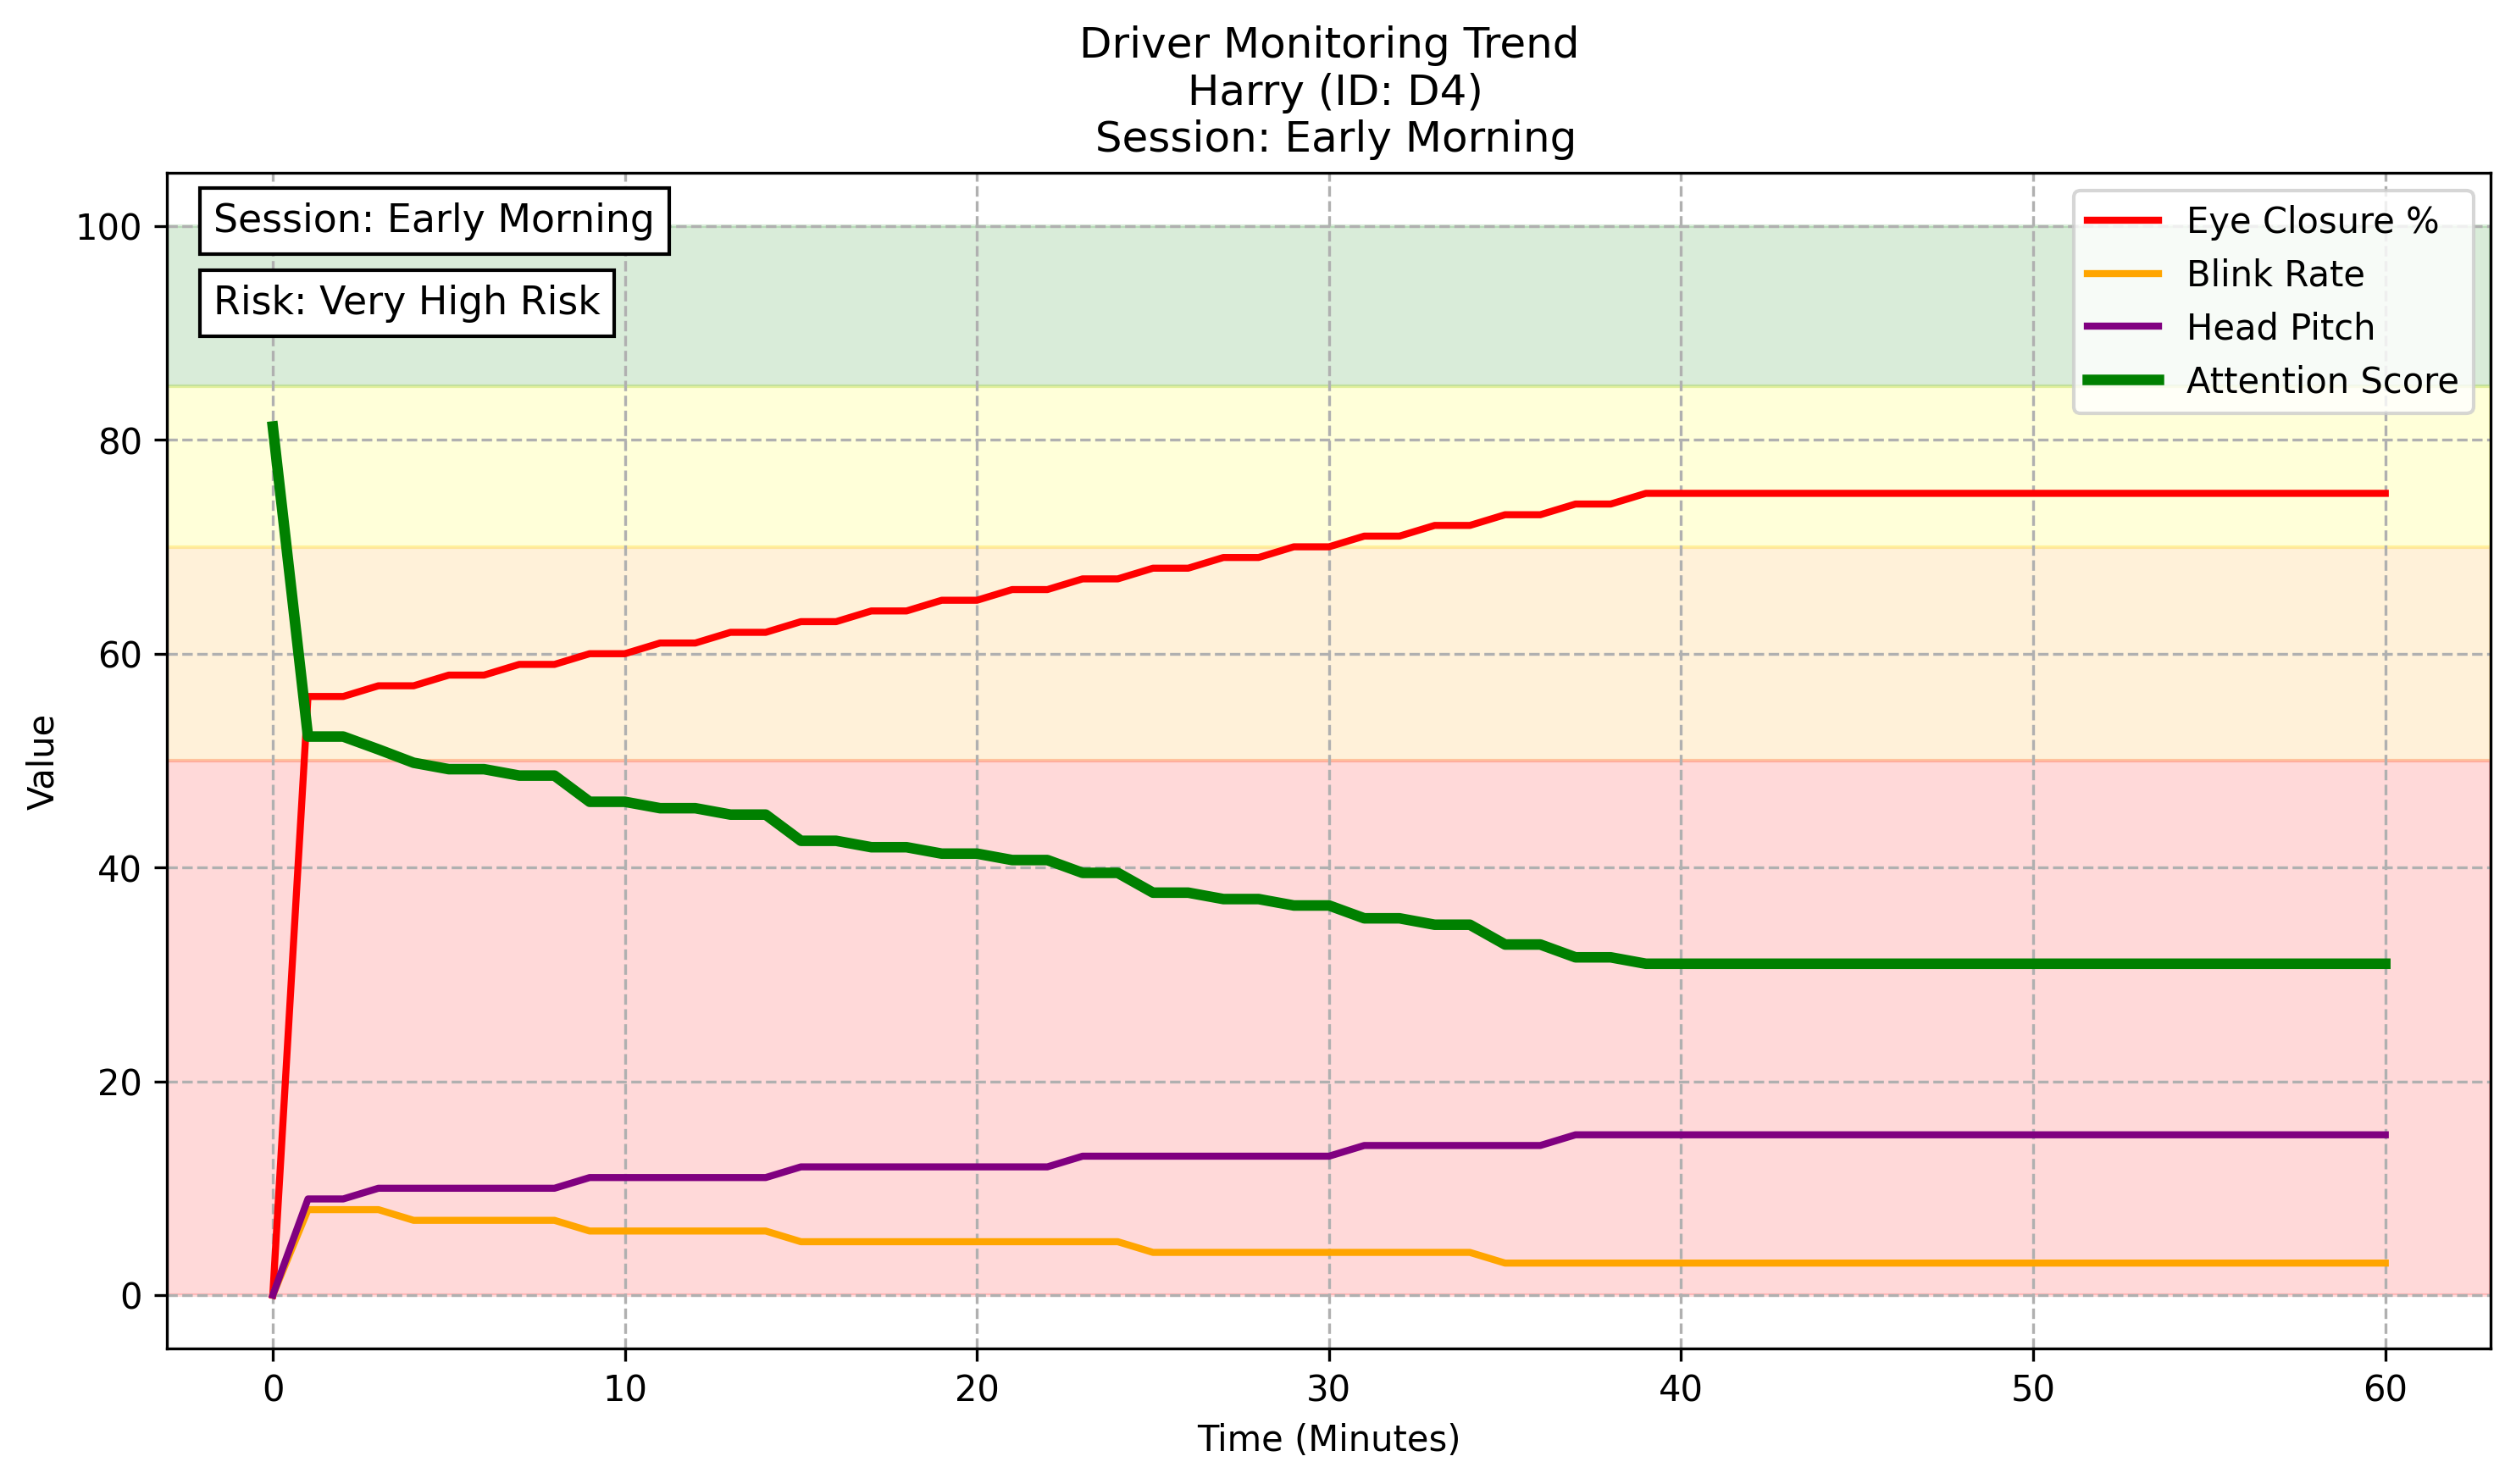 Driver Monitoring Trend
Harry (ID: D4)
Session: Early Morning
Session: Early Morning
Risk: Very High Risk
Eye Closure %
Blink Rate
Head Pitch
Attention Score
100
80
60
40
20
0
Value
0 10 20 30 40 50 60
Time (Minutes)